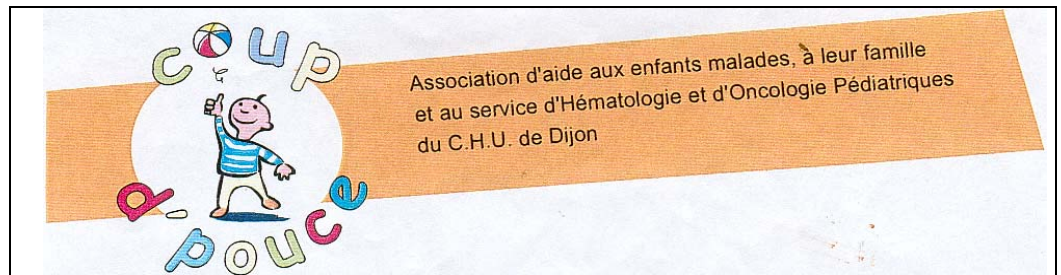 coup
d'pouce
Association d'aide aux enfants malades, à leur famille
et au service d'Hématologie et d'Oncologie Pédiatriques
du C.H.U. de Dijon